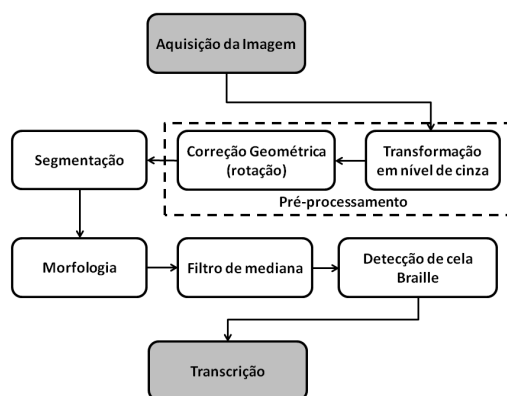 Aquisição da Imagem
Transformação
em nível de cinza
Correção Geométrica
(rotação)
Pré-processamento
Segmentação
Morfologia
Filtro de mediana
Detecção de cela
Braille
Transcrição